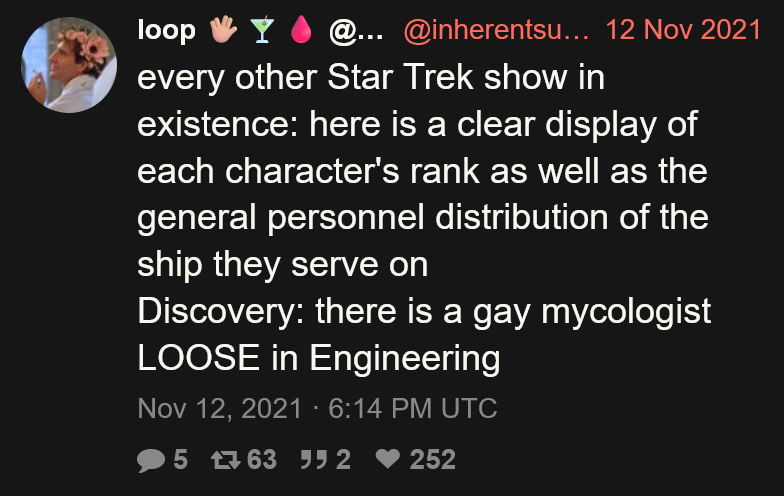 loop 🖖🏼 🍸 🩸 @... @inherentsu... 12 Nov 2021
every other Star Trek show in
existence: here is a clear display of
each character's rank as well as the
general personnel distribution of the
ship they serve on
Discovery: there is a gay mycologist
LOOSE in Engineering
Nov 12, 2021 · 6:14 PM UTC
5 63 2 252